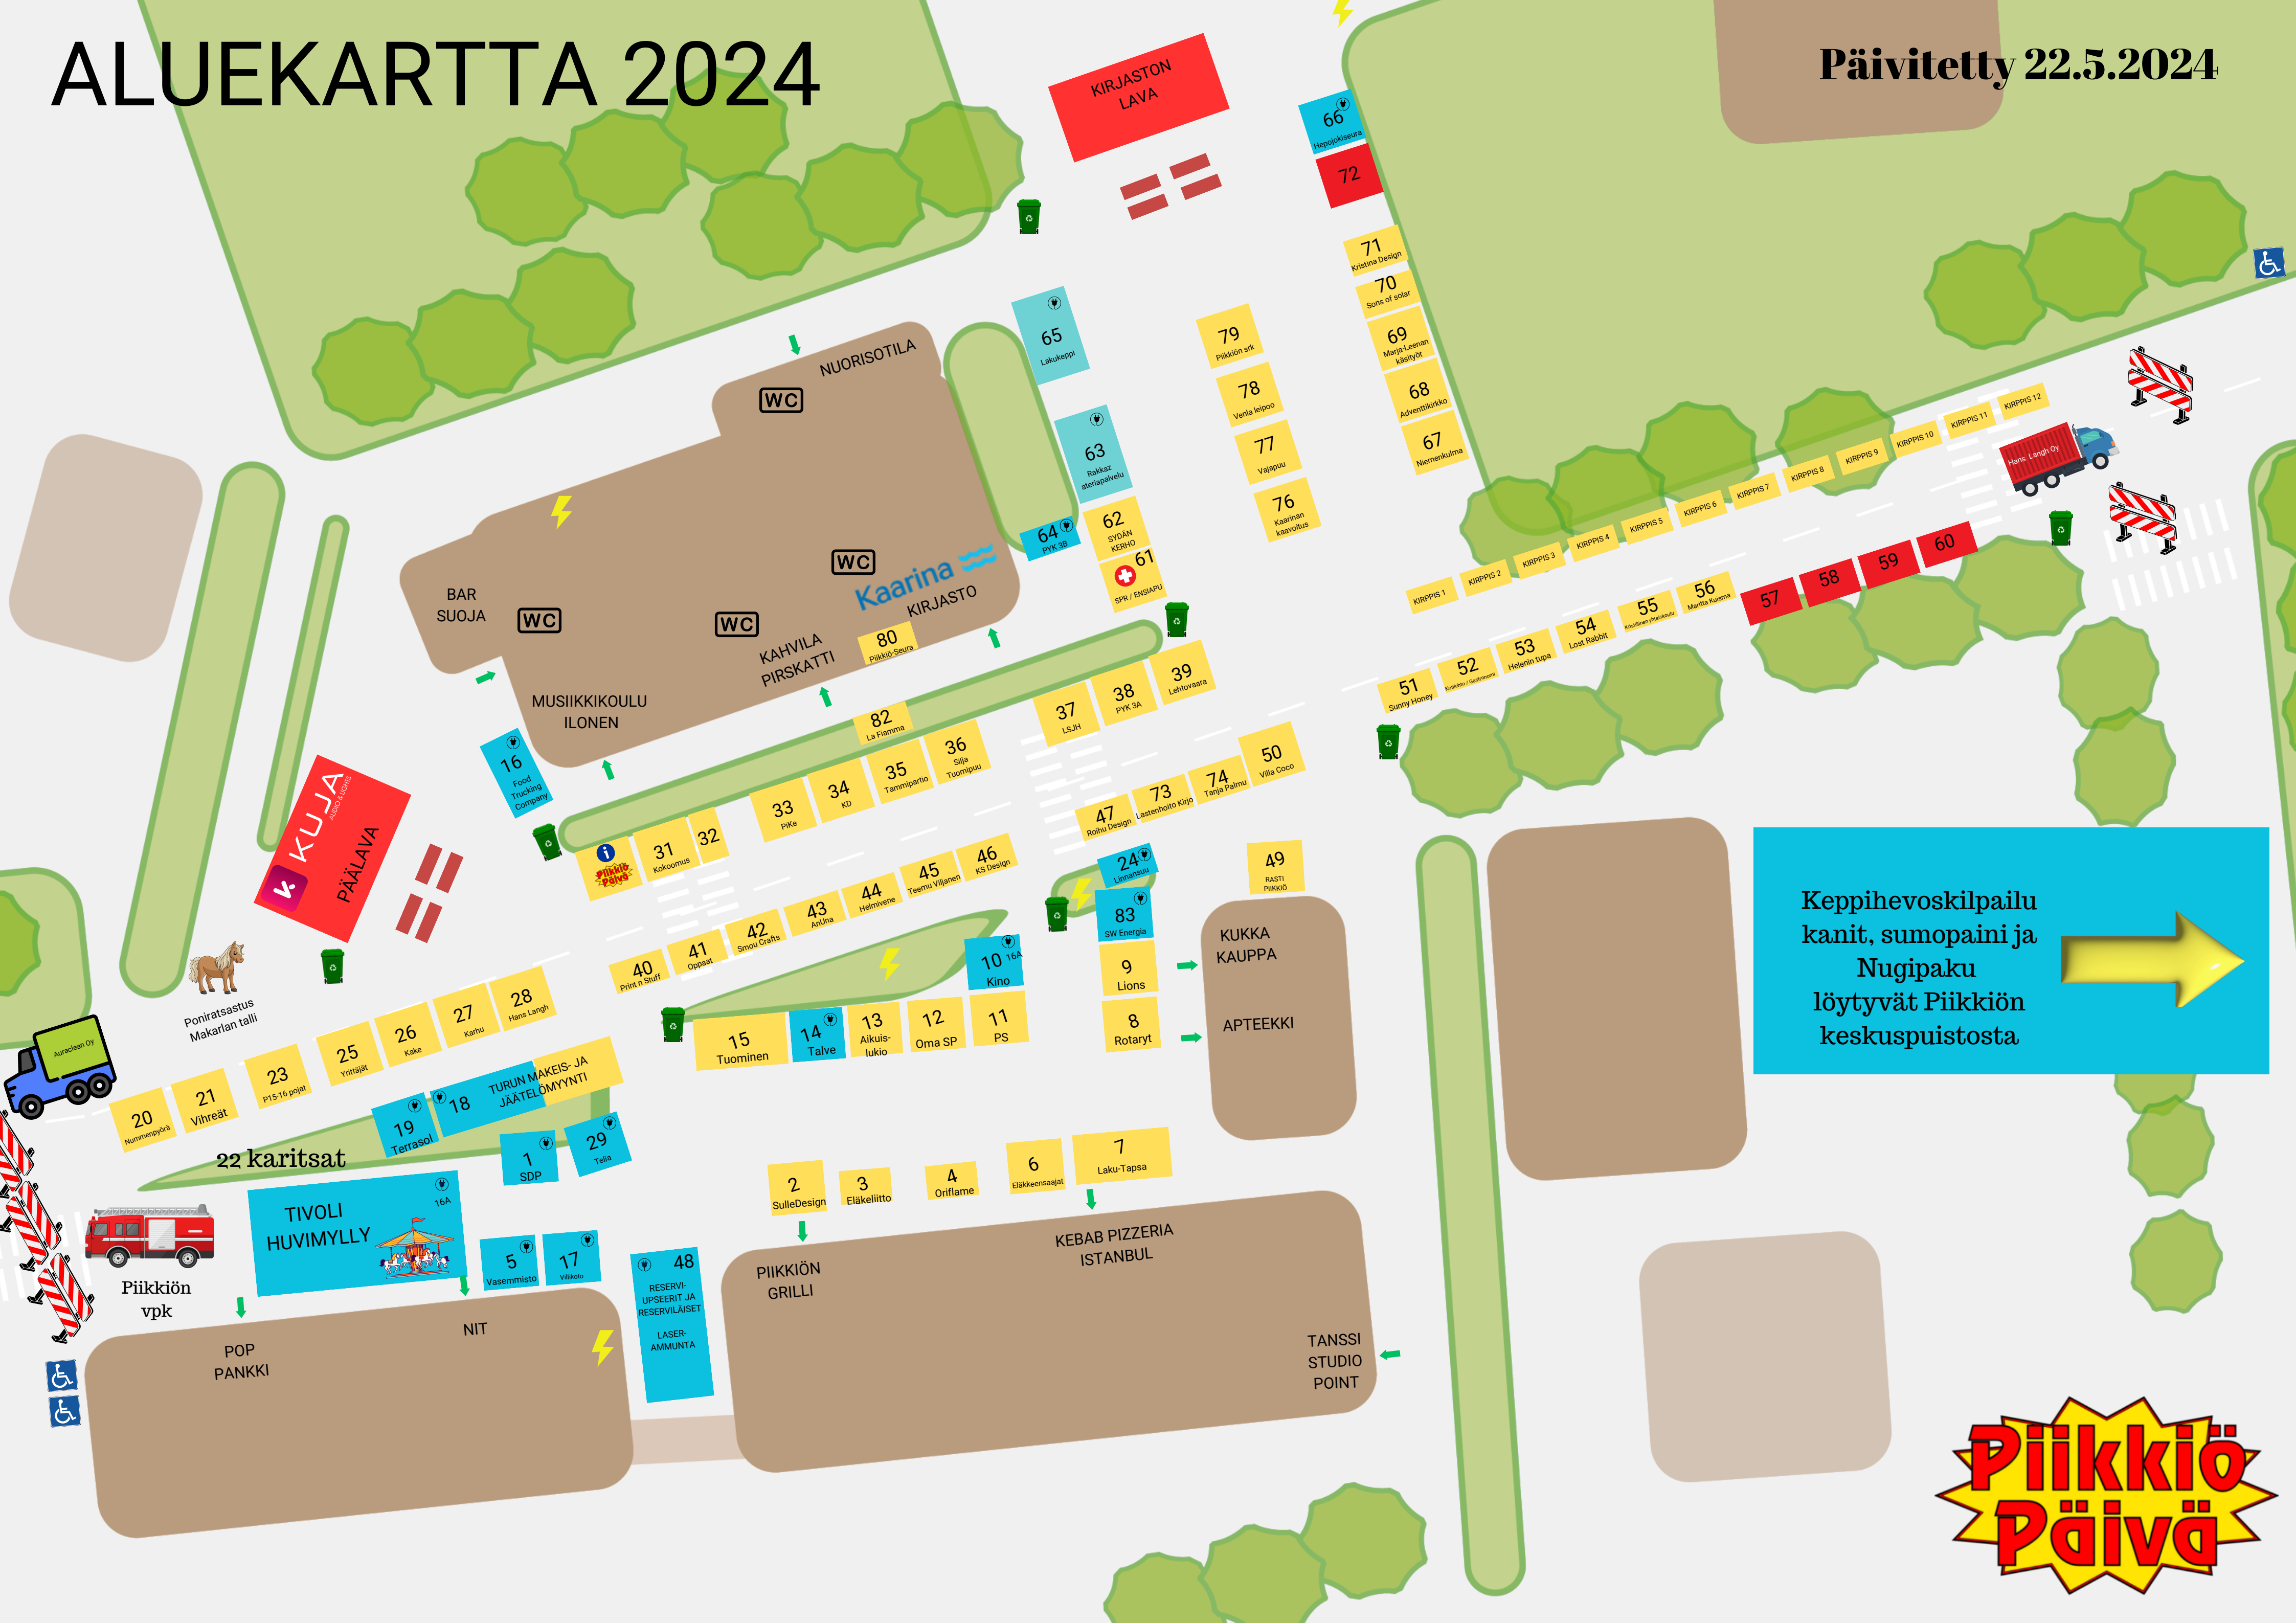 ALUEKARTTA 2024
Päivitetty 22.5.2024
KIRJASTON
LAVA
66
Hepojokiseura
72
71
Kristina Design
70
Sons of solar
69
Marja-Leenan
käsityöt
68
Adventtikirkko
67
Niemenkulma
79
Piikkiön srk
78
Venla leipoo
77
Vajapuu
76
Kaarinan
kaavoitus
65
Lakukeppi
63
Rakkaz
ateriapalvelu
64
PYK 3B
62
SYDÄN
KERHO
61
SPR / ENSIAPU
NUORISOTILA
WC
WC
WC
WC
BAR
SUOJA
Kaarina
KIRJASTO
KAHVILA
PIRSKATTI
80
Piikkiö-Seura
MUSIIKKIKOULU
ILONEN
16
Food
Trucking
Company
KIRPPIS 1
KIRPPIS 2
KIRPPIS 3
KIRPPIS 4
KIRPPIS 5
KIRPPIS 6
KIRPPIS 7
KIRPPIS 8
KIRPPIS 9
KIRPPIS 10
KIRPPIS 11
KIRPPIS 12
Hans Langh Oy
51
Sunny Honey
52
53
Helenin tupa
54
Lost Rabbit
55
56
Maritta Kuisma
57
58
59
60
82
La Fiamma
i
Piikkiö
Päivä
31
Kokoomus
32
33
PiKe
34
KD
35
Tammipartio
36
Silja
Tuomipuu
37
LSJH
38
PYK 3A
39
Lehtovaara
47
Roihu Design
73
Lastenhoito Kirjo
74
Tanja Palmu
50
Villa Coco
40
Print n Stuff
41
Oppaat
42
Smou Crafts
43
AnUna
44
Helmivene
45
Teemu Viljanen
46
KS Design
KUJA
AUDIO & LIGHTS
PÄÄLAVA
Poniratsastus
Makarlan talli
Auraclean Oy
20
Nummenpyörä
21
Vihreät
23
P15-16 pojat
25
Yrittäjät
26
Kake
27
Karhu
28
Hans Langh
24
Linnansuu
83
SW Energia
9
Lions
8
Rotaryt
49
RASTI
PIIKKIÖ
KUKKA
KAUPPA
APTEEKKI
10
16A
Kino
15
Tuominen
14
Talve
13
Aikuis-
lukio
12
Oma SP
11
PS
19
Terrasol
18
TURUN MAKEIS- JA
JÄÄTELÖMYYNTI
1
SDP
29
Telia
22 karitsat
TIVOLI
HUVIMYLLY
16A
Piikkiön
vpk
5
Vasemmisto
17
Villikoto
48
RESERVI-
UPSEERIT JA
RESERVILÄISET
LASER-
AMMUNTA
2
SulleDesign
3
Eläkeliitto
4
Oriflame
6
Eläkkeensaajat
7
Laku-Tapsa
POP
PANKKI
NIT
PIIKKIÖN
GRILLI
KEBAB PIZZERIA
ISTANBUL
TANSSI
STUDIO
POINT
Keppihevoskilpailu
kanit, sumopaini ja
Nugipaku
löytyvät Piikkiön
keskuspuistosta
Piikkiö
Päivä